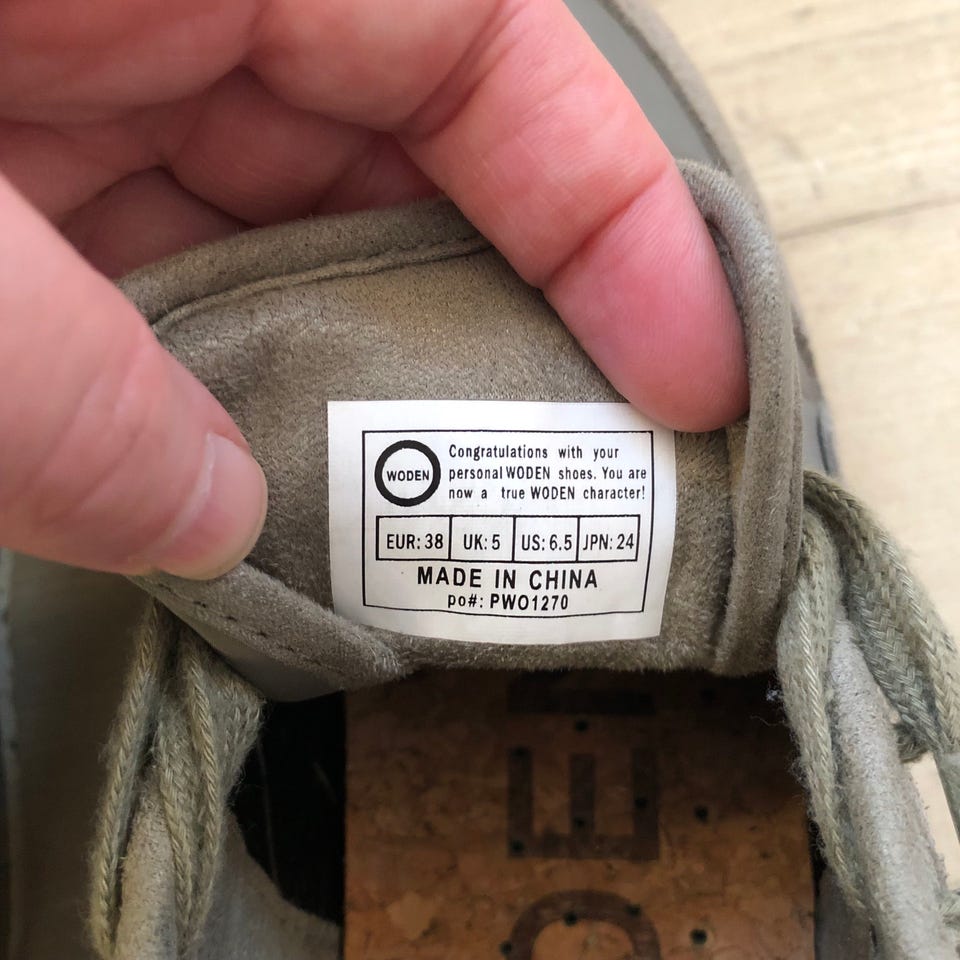 WODEN
Congratulations with your
personal WODEN shoes. You are
now a true WODEN character!
EUR: 38 UK: 5 US: 6.5 JPN: 24
MADE IN CHINA
po#: PWO1270